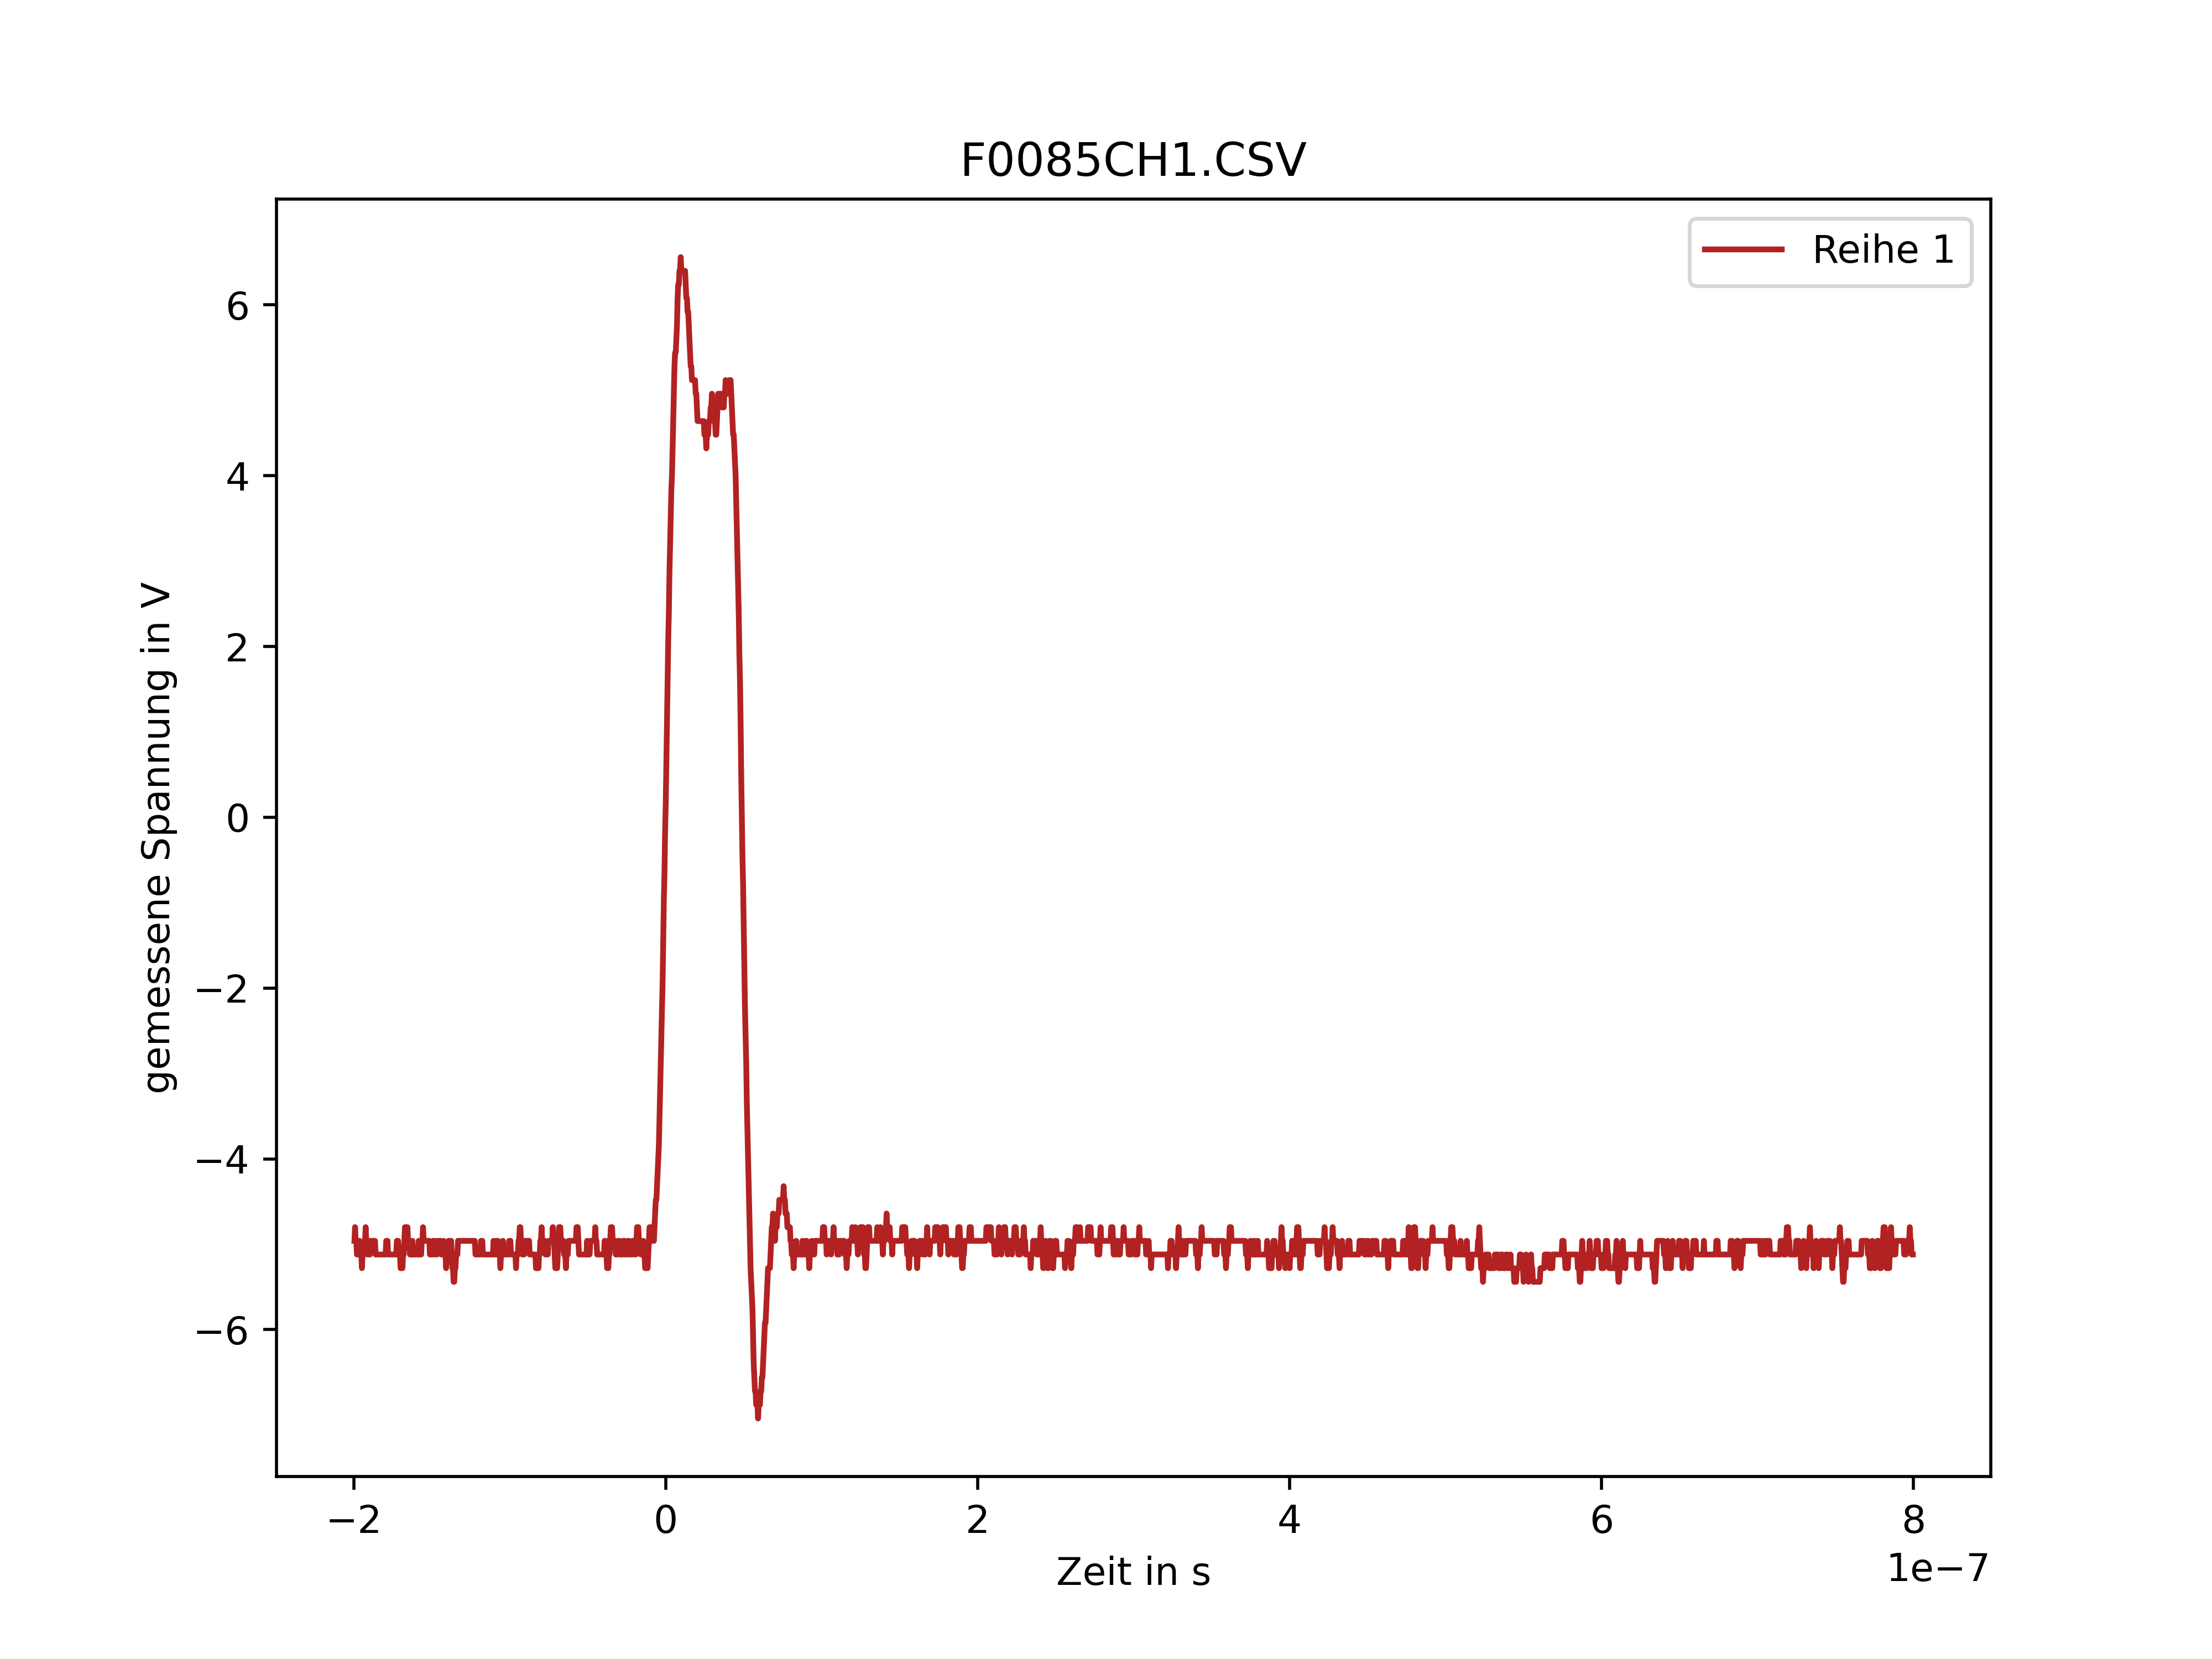 F0085CH1.CSV
Reihe 1
gemessene Spannung in V
6
4
2
0
−2
−4
−6
−2 0 2 4 6 8
1e−7
Zeit in s